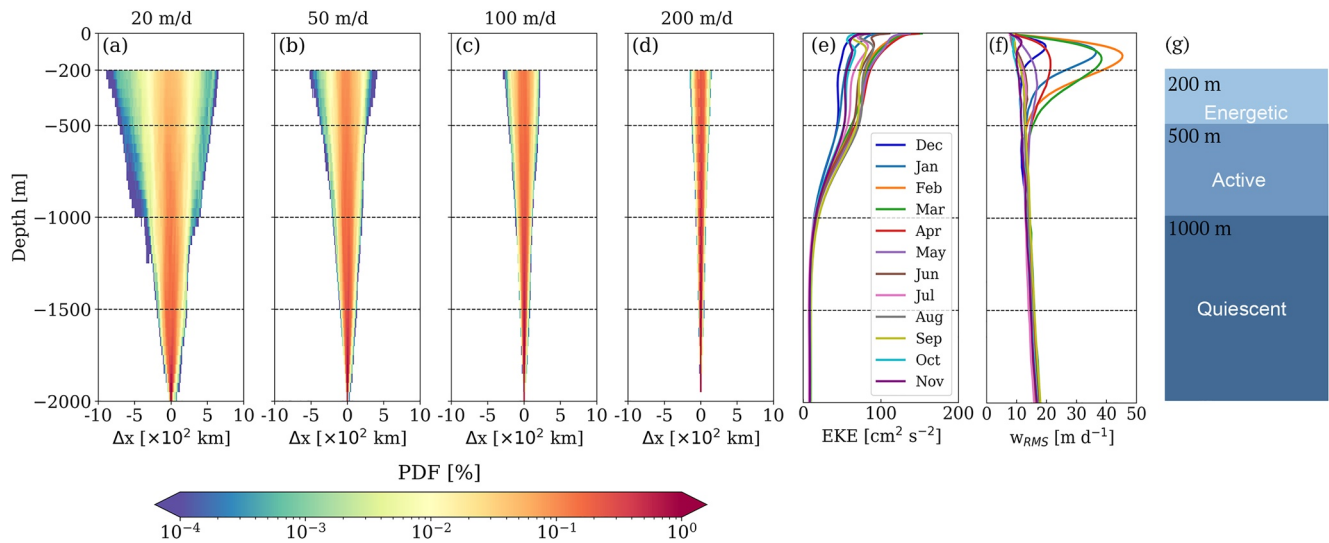 20 m/d
50 m/d
100 m/d
200 m/d
(a)
(b)
(c)
(d)
(e)
(f)
(g)
0
−200
−500
−1000
−1500
−2000
Depth [m]
-10 -5 0 5 10
Δx [×10² km]
-10 -5 0 5 10
Δx [×10² km]
-10 -5 0 5 10
Δx [×10² km]
-10 -5 0 5 10
Δx [×10² km]
Dec
Jan
Feb
Mar
Apr
May
Jun
Jul
Aug
Sep
Oct
Nov
0 100 200
EKE [cm² s⁻²]
0 10 20 30 40 50
w_RMS [m d⁻¹]
200 m
Energetic
500 m
Active
1000 m
Quiescent
PDF [%]
10⁻⁴ 10⁻³ 10⁻² 10⁻¹ 10⁰